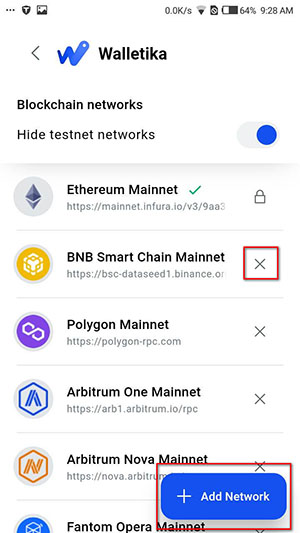 0.0K/s 64% 9:28 AM
Walletika
Blockchain networks
Hide testnet networks
Ethereum Mainnet
https://mainnet.infura.io/v3/9aa3
BNB Smart Chain Mainnet
https://bsc-dataseed1.binance.or
Polygon Mainnet
https://polygon-rpc.com
Arbitrum One Mainnet
https://arb1.arbitrum.io/rpc
Arbitrum Nova Mainnet
https://nova.arbitrum
Add Network
Fantom Opera Mainnet